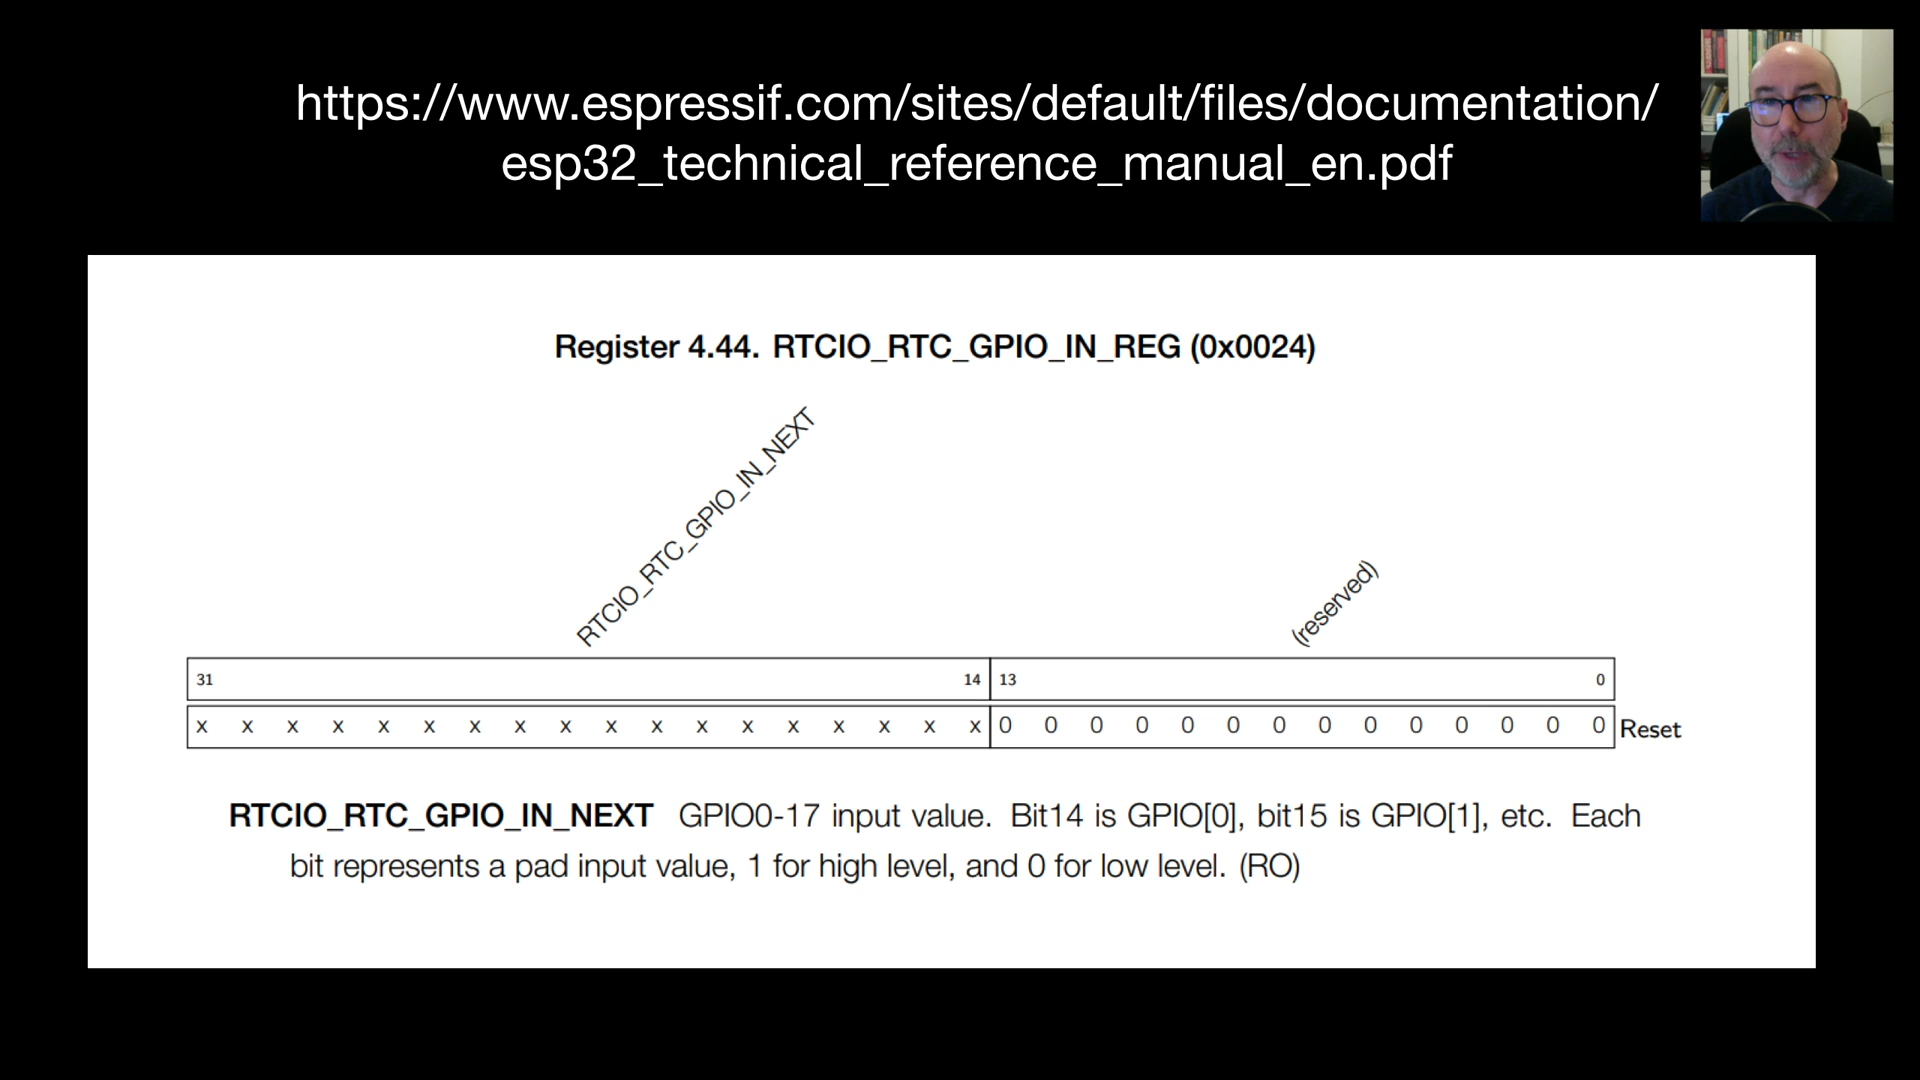 https://www.espressif.com/sites/default/files/documentation/
esp32_technical_reference_manual_en.pdf
Register 4.44. RTCIO_RTC_GPIO_IN_REG (0x0024)
RTCIO_RTC_GPIO_IN_NEXT
(reserved)
31 14 13 0
x x x x x x x x x x x x x x x x x x 0 0 0 0 0 0 0 0 0 0 0 0 0 0 Reset
RTCIO_RTC_GPIO_IN_NEXT GPIO0-17 input value. Bit14 is GPIO[0], bit15 is GPIO[1], etc. Each
bit represents a pad input value, 1 for high level, and 0 for low level. (RO)